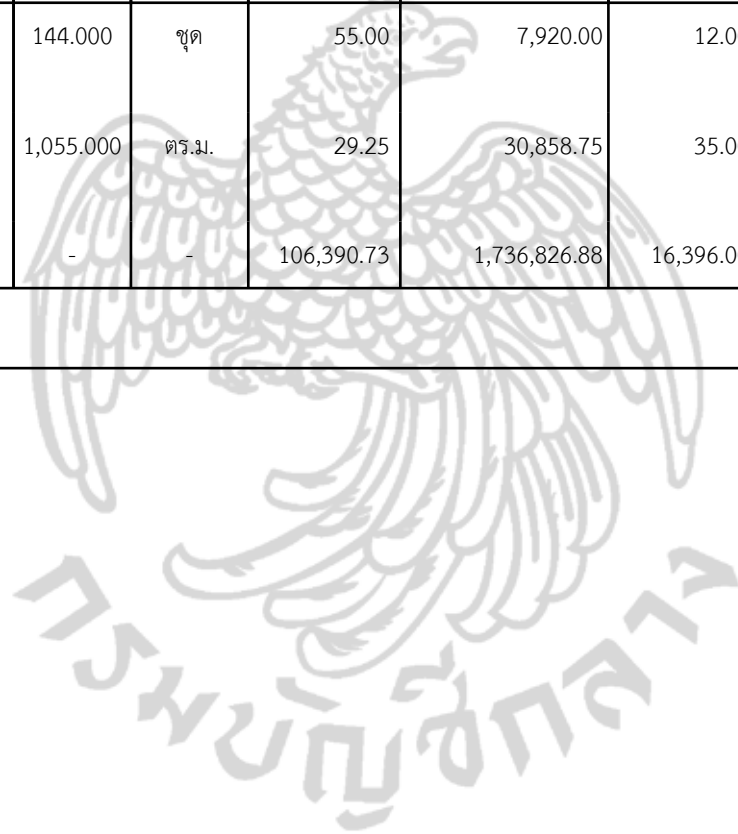 144.000 ชุด 55.00 7,920.00 12.0
1,055.000 ตร.ม. 29.25 30,858.75 35.0
- - 106,390.73 1,736,826.88 16,396.0
กรมบัญชีกลาง